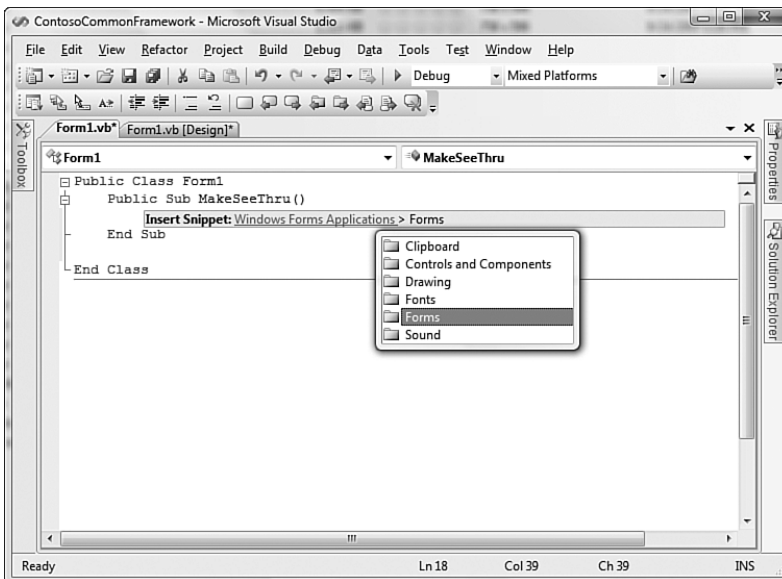 ContosoCommonFramework - Microsoft Visual Studio
File Edit View Refactor Project Build Debug Data Tools Test Window Help
Debug Mixed Platforms
Toolbox
Form1.vb* Form1.vb [Design]*
Properties
Solution Explorer
Form1 MakeSeeThru
Public Class Form1
Public Sub MakeSeeThru()
Insert Snippet: Windows Forms Applications > Forms
End Sub
End Class
Clipboard
Controls and Components
Drawing
Fonts
Forms
Sound
Ready Ln 18 Col 39 Ch 39 INS